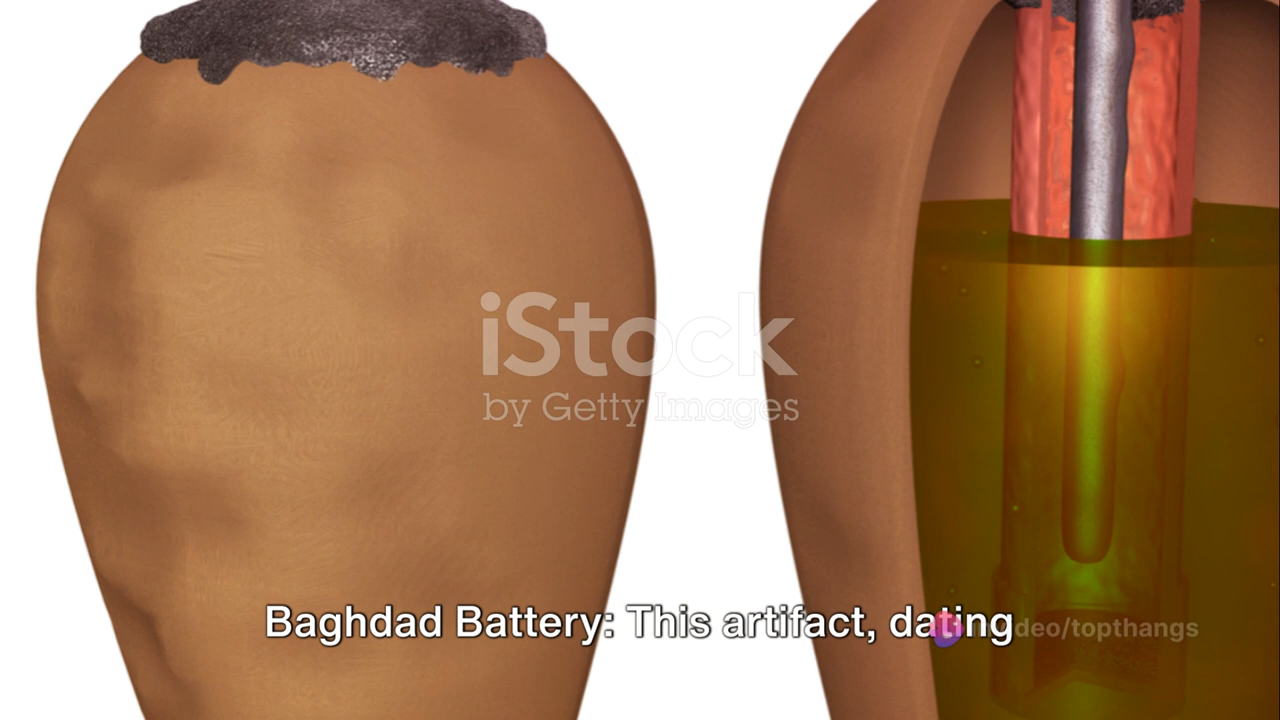 iStock
by Getty Images
Baghdad Battery: This artifact, dating
deo/topthangs